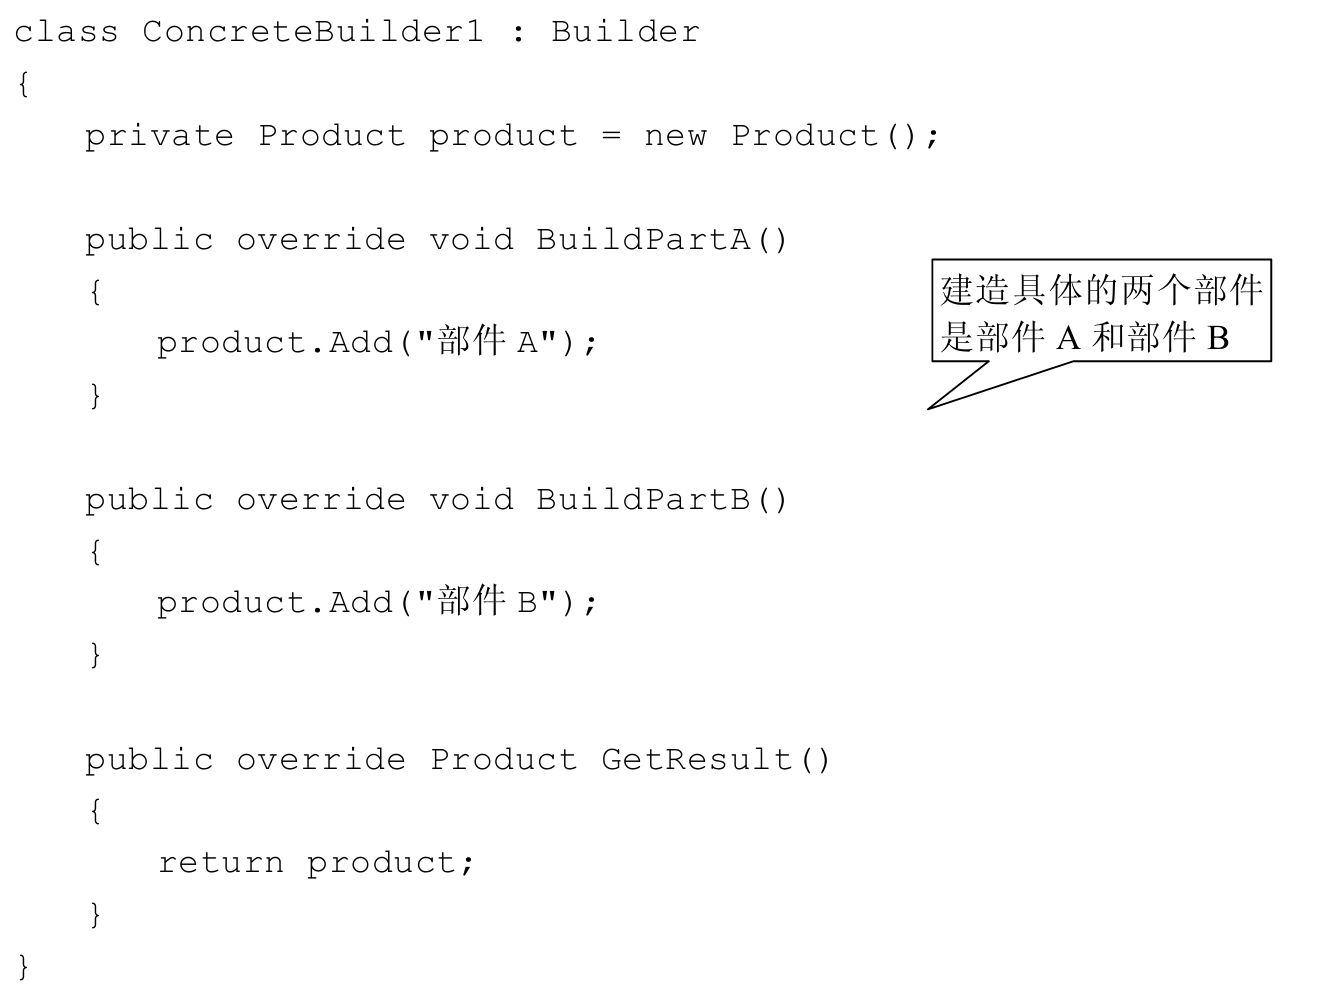 class ConcreteBuilder1 : Builder
{
    private Product product = new Product();

    public override void BuildPartA()
    {
        product.Add("部件 A");
    }

    public override void BuildPartB()
    {
        product.Add("部件 B");
    }

    public override Product GetResult()
    {
        return product;
    }
}
建造具体的两个部件
是部件 A 和部件 B